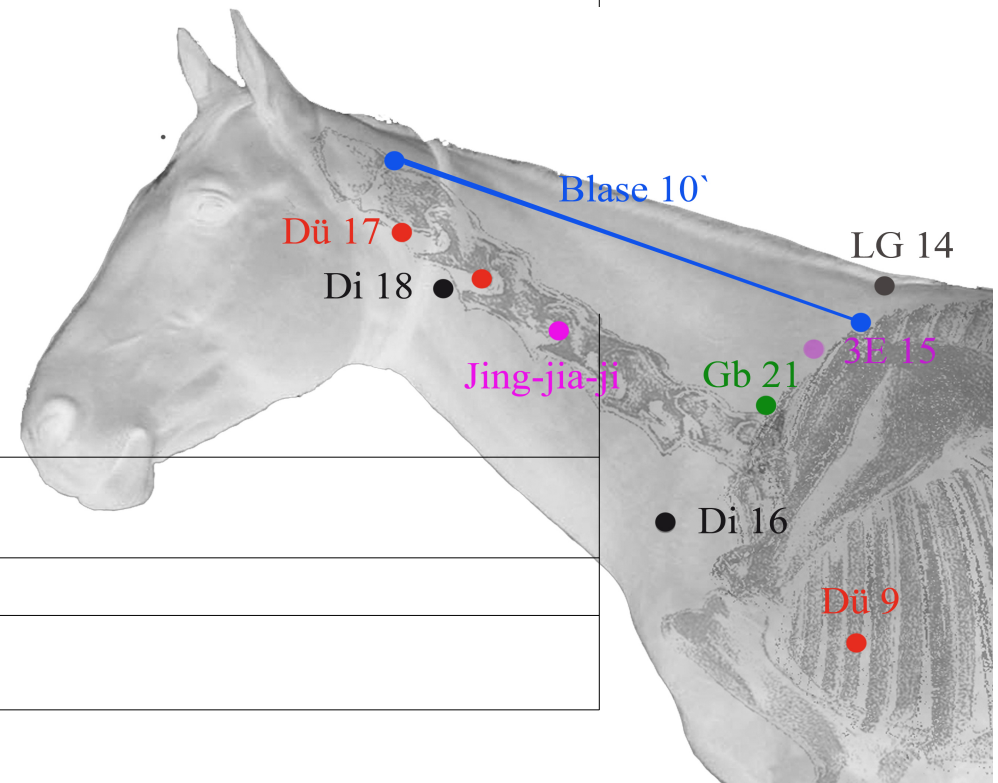 Blase 10`
Dü 17
LG 14
Di 18
3E 15
Jing-jia-ji
Gb 21
Di 16
Dü 9